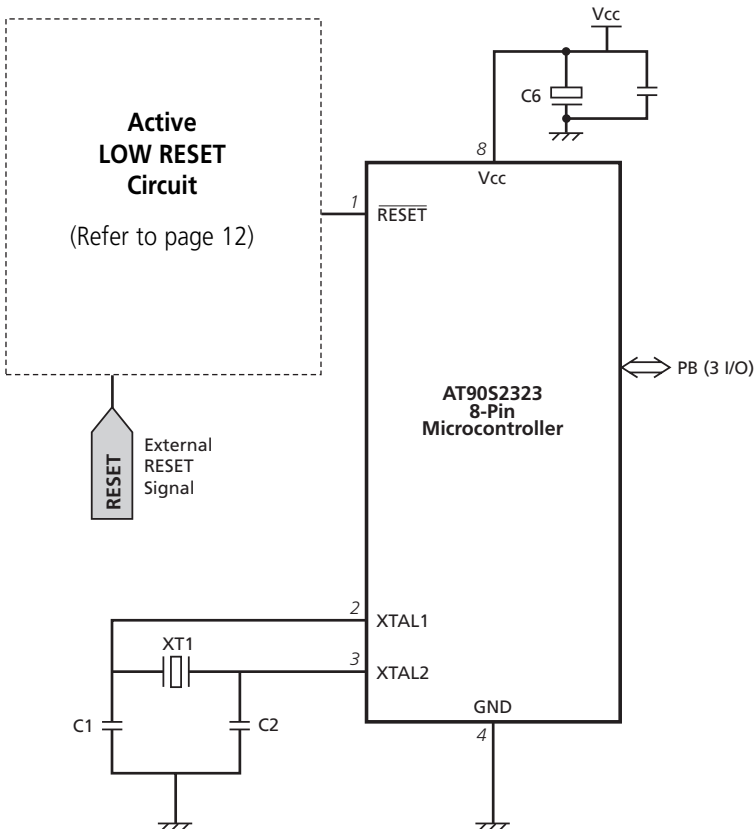 Vcc
C6
Active
LOW RESET
Circuit
(Refer to page 12)
8
Vcc
1
RESET
PB (3 I/O)
AT90S2323
8-Pin
Microcontroller
RESET
External
RESET
Signal
2
XTAL1
XT1
3
XTAL2
C1
C2
GND
4